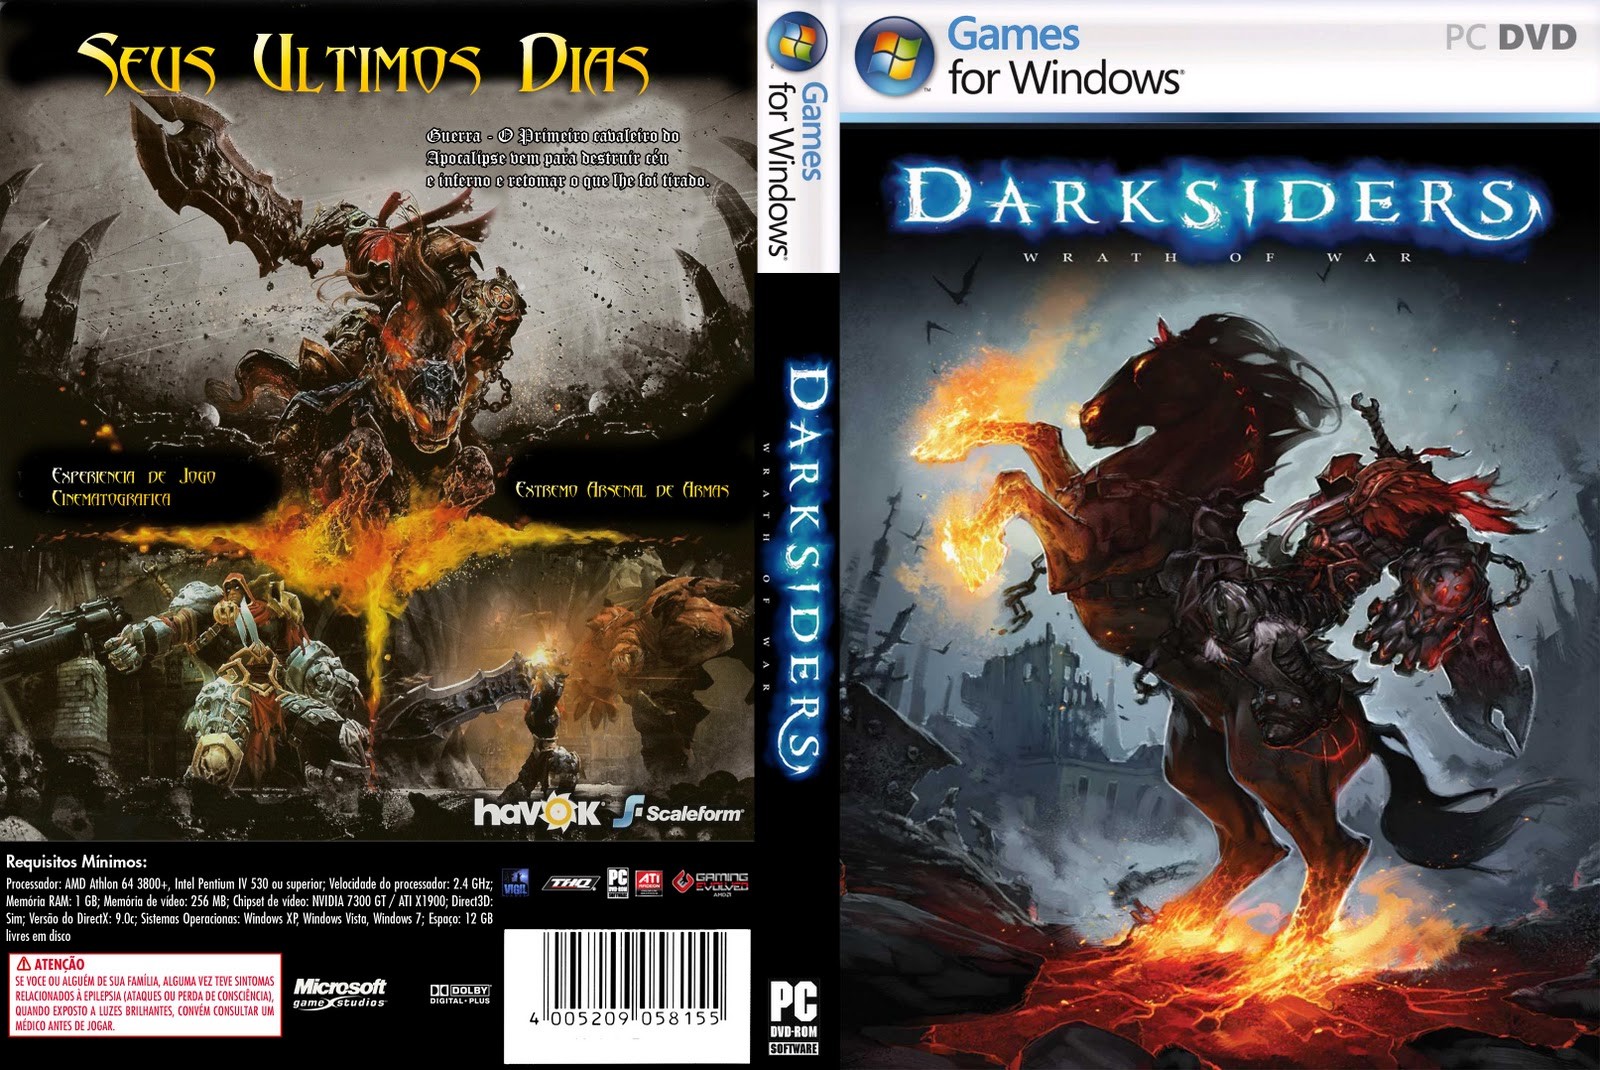 SEUS ULTIMOS DIAS
Guerra - O Primeiro cavaleiro do
Apocalipse vem para destruir céu
e inferno e retomar o que lhe foi tirado.
EXPERIENCIA DE JOGO
CINEMATOGRAFICA
EXTREMO ARSENAL DE ARMAS
havok
Scaleform
Requisitos Mínimos:
Processador: AMD Athlon 64 3800+, Intel Pentium IV 530 ou superior; Velocidade do processador: 2.4 GHz;
Memória RAM: 1 GB; Memória de vídeo: 256 MB; Chipset de vídeo: NVIDIA 7300 GT / ATI X1900; Direct3D:
Sim; Versão do DirectX: 9.0c; Sistemas Operacionais: Windows XP, Windows Vista, Windows 7; Espaço: 12 GB
livres em disco
VIGIL
THQ
PC
DVD-ROM
SOFTWARE
ATI
RADEON
GAMING
EVOLVED
AMD
ATENÇÃO
SE VOCE OU ALGUÉM DE SUA FAMÍLIA, ALGUMA VEZ TEVE SINTOMAS
RELACIONADOS À EPILEPSIA (ATAQUES OU PERDA DE CONSCIÊNCIA),
QUANDO EXPOSTO A LUZES BRILHANTES, CONVÉM CONSULTAR UM
MÉDICO ANTES DE JOGAR.
Microsoft
game studios
DOLBY
DIGITAL·PLUS
4 005209 058155
Games
for Windows®
DARKSIDERS
WRATH OF WAR
PC
DVD-ROM
SOFTWARE
Games
for Windows®
PC DVD
DARKSIDERS
WRATH OF WAR